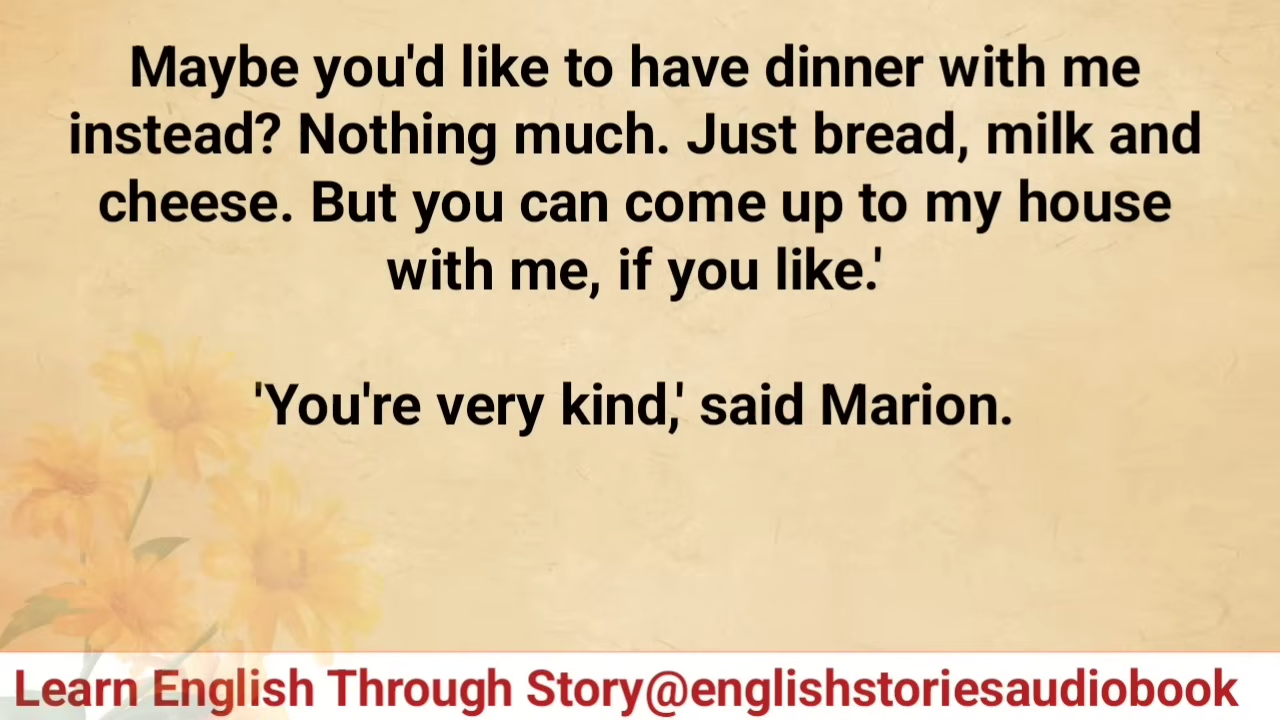 Maybe you'd like to have dinner with me
instead? Nothing much. Just bread, milk and
cheese. But you can come up to my house
with me, if you like.'
'You're very kind,' said Marion.
Learn English Through Story@englishstoriesaudiobook